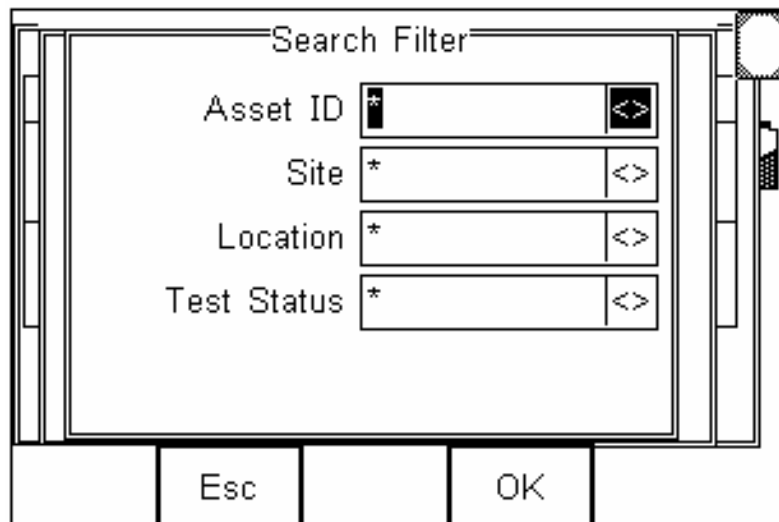 Search Filter
Asset ID * <>
Site * <>
Location * <>
Test Status * <>
Esc OK